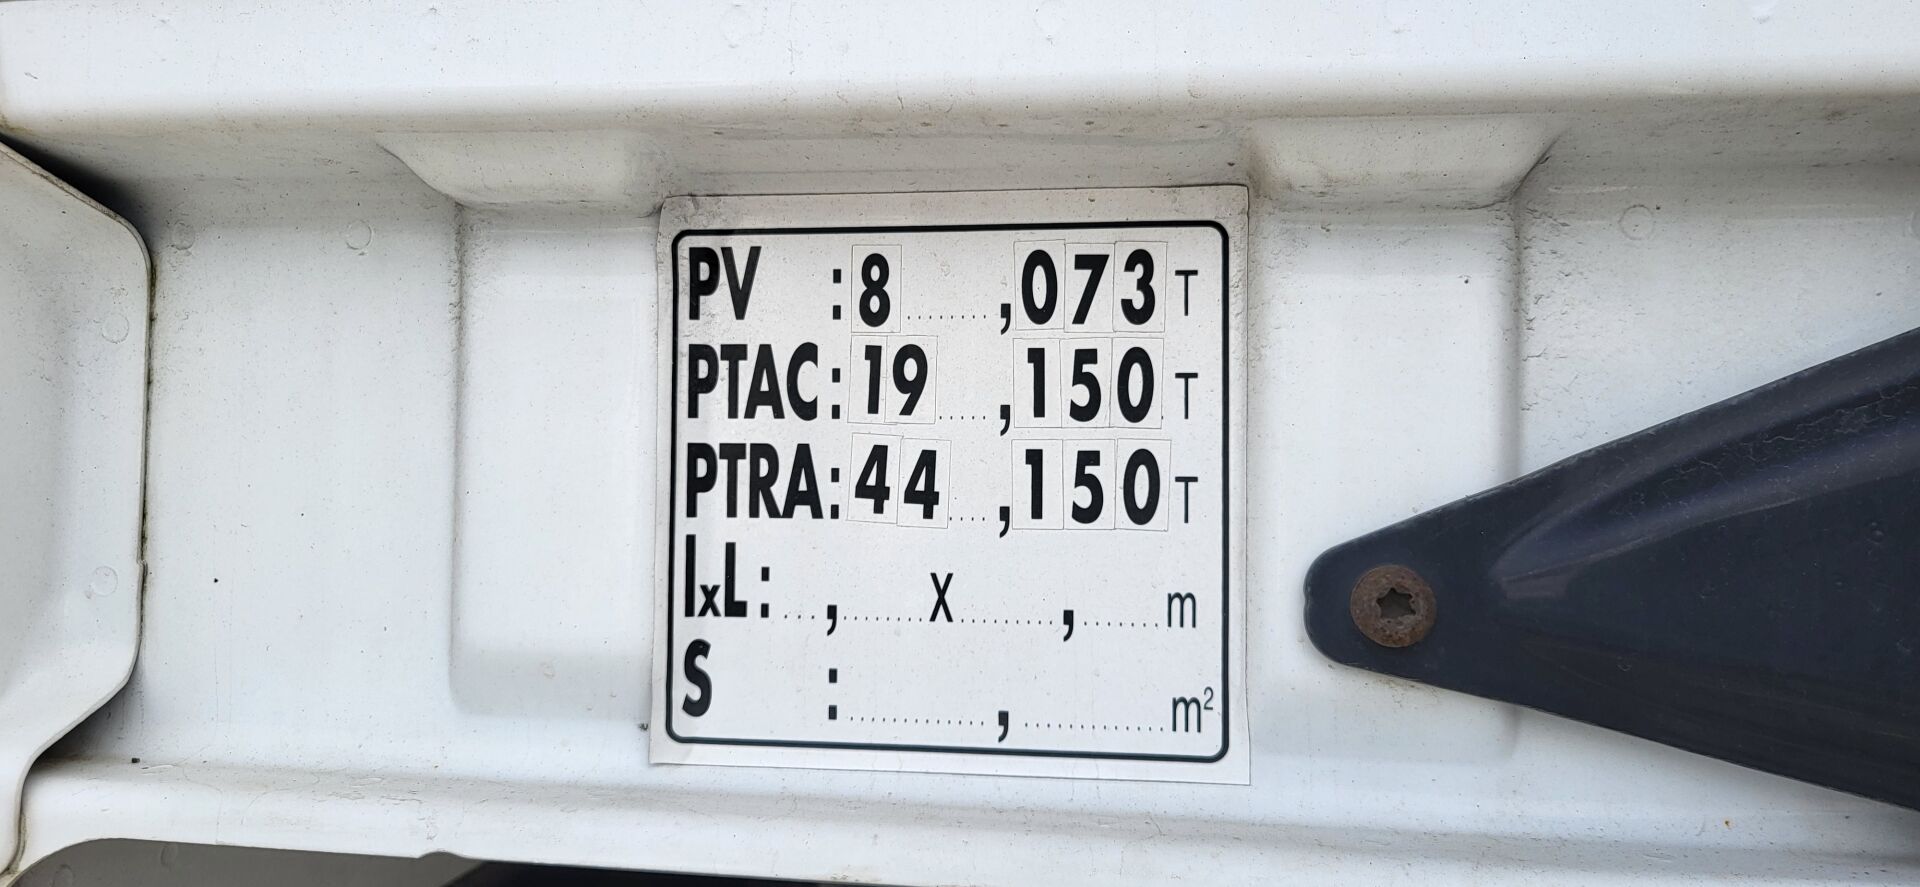 PV : 8 ........ ,073 T
PTAC: 19 ..... ,150 T
PTRA: 44 .... ,150 T
lxL: ...,.......X........,.......m
S : .............,.............m²